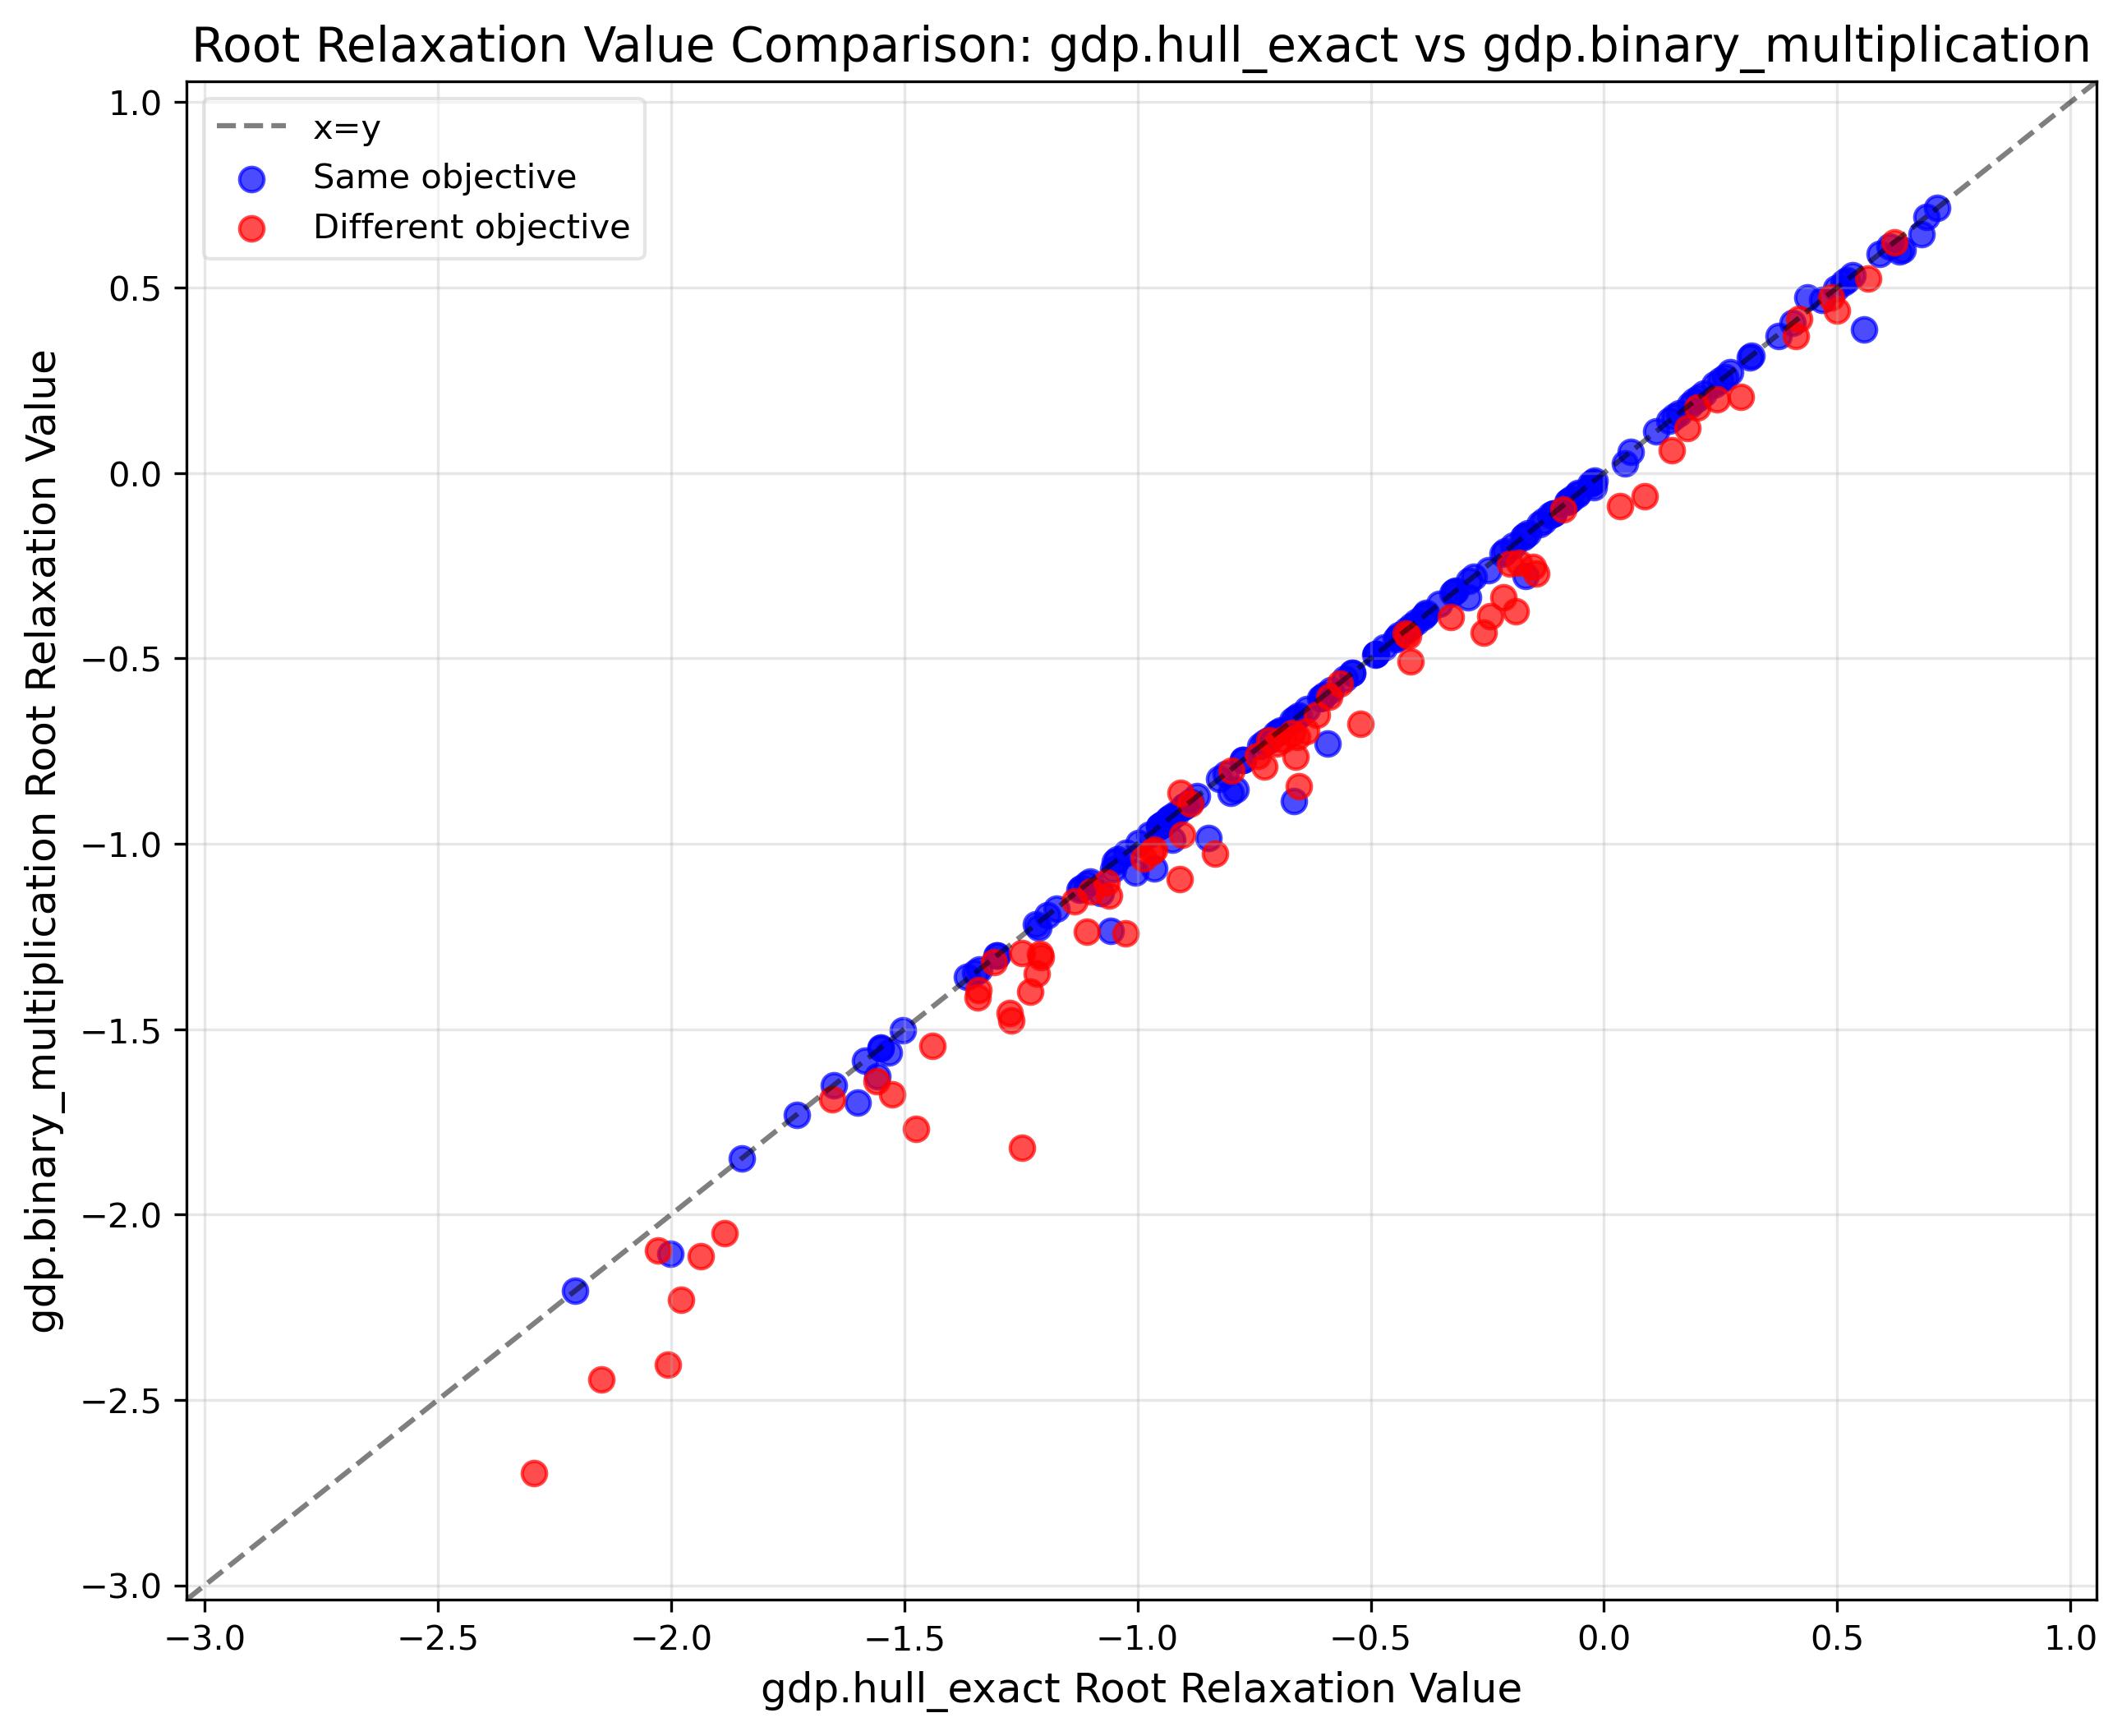 Root Relaxation Value Comparison: gdp.hull_exact vs gdp.binary_multiplication
x=y
Same objective
Different objective
gdp.binary_multiplication Root Relaxation Value
1.0
0.5
0.0
−0.5
−1.0
−1.5
−2.0
−2.5
−3.0
−3.0 −2.5 −2.0 −1.5 −1.0 −0.5 0.0 0.5 1.0
gdp.hull_exact Root Relaxation Value